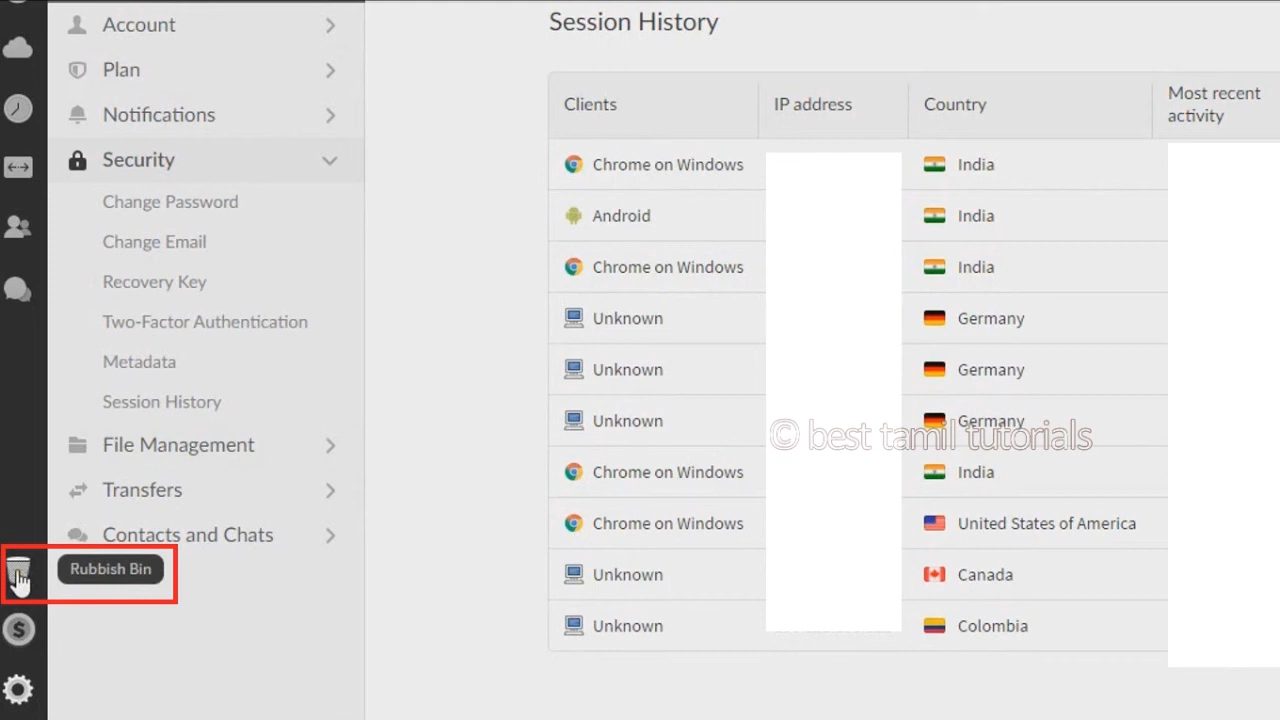 Account
Plan
Notifications
Security
Change Password
Change Email
Recovery Key
Two-Factor Authentication
Metadata
Session History
File Management
Transfers
Contacts and Chats
Rubbish Bin
$
Session History
Clients IP address Country Most recent activity
Chrome on Windows India
Android India
Chrome on Windows India
Unknown Germany
Unknown Germany
Unknown Germany
© best tamil tutorials
Chrome on Windows India
Chrome on Windows United States of America
Unknown Canada
Unknown Colombia